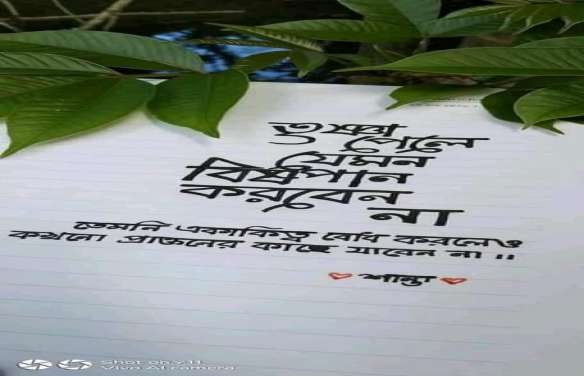 তৃষ্ণা
পেলে
যেমন
বিষপান
করবেন
না
তেমনি একাকিত্ব বোধ করলেও
কখনো প্রাক্তনের কাছে যাবেন না ।।
শান্তা
Shot on Y11
Vivo AI camera